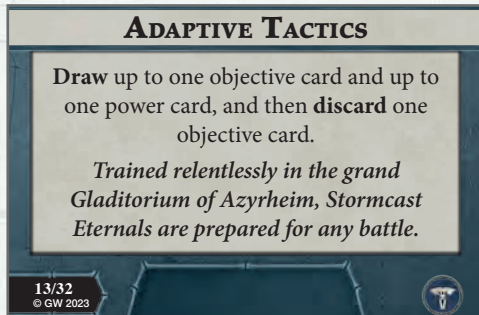 ADAPTIVE TACTICS
Draw up to one objective card and up to
one power card, and then discard one
objective card.
Trained relentlessly in the grand
Gladitorium of Azyrheim, Stormcast
Eternals are prepared for any battle.
13/32
© GW 2023